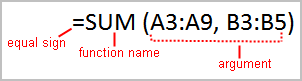 =SUM (A3:A9, B3:B5)
equal sign
function name
argument